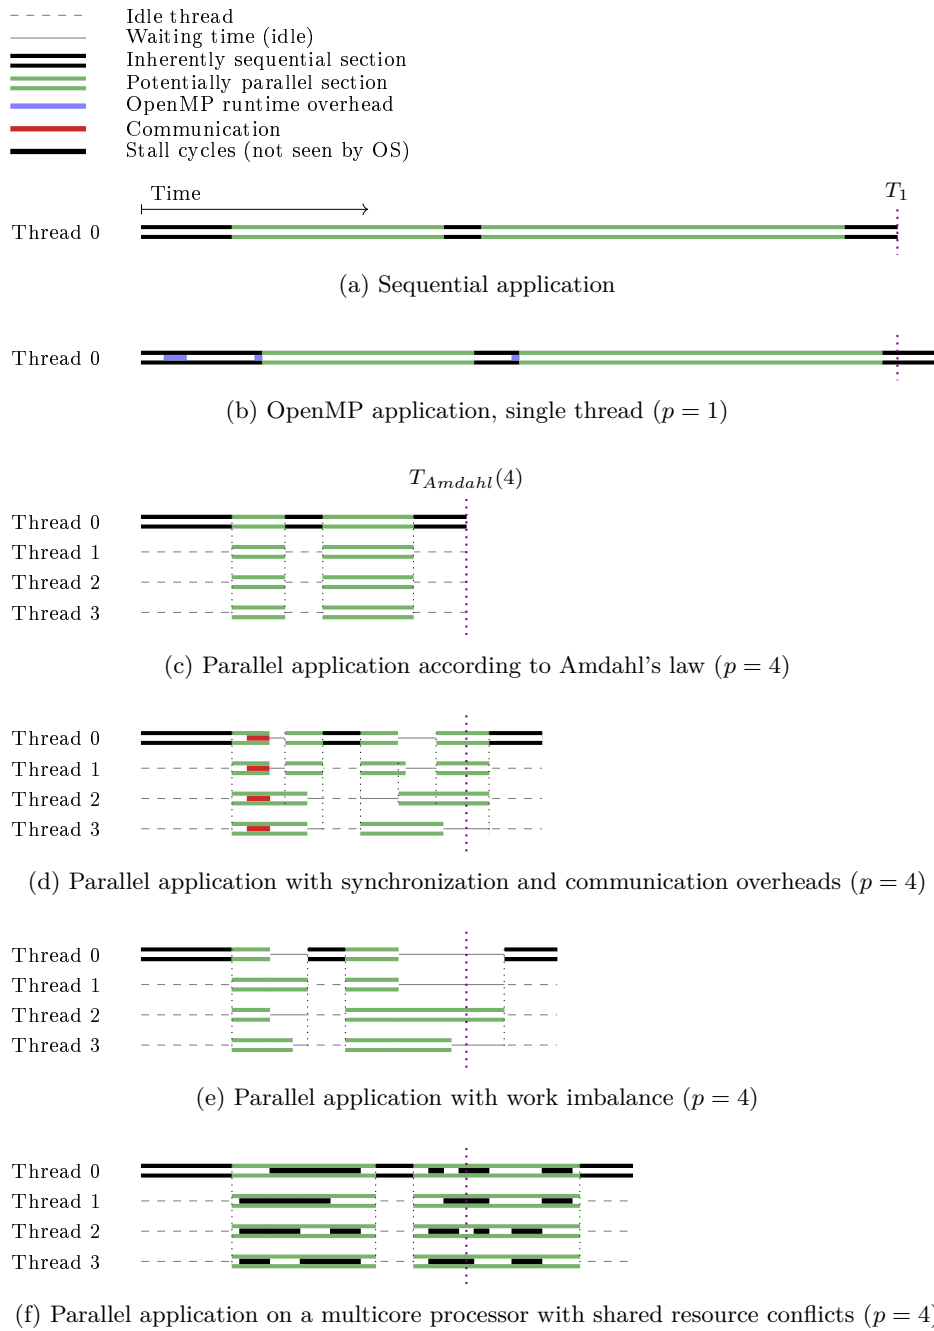 Idle thread
Waiting time (idle)
Inherently sequential section
Potentially parallel section
OpenMP runtime overhead
Communication
Stall cycles (not seen by OS)
Time
T1
Thread 0
(a) Sequential application
Thread 0
(b) OpenMP application, single thread (p = 1)
TAmdahl(4)
Thread 0
Thread 1
Thread 2
Thread 3
(c) Parallel application according to Amdahl's law (p = 4)
Thread 0
Thread 1
Thread 2
Thread 3
(d) Parallel application with synchronization and communication overheads (p = 4)
Thread 0
Thread 1
Thread 2
Thread 3
(e) Parallel application with work imbalance (p = 4)
Thread 0
Thread 1
Thread 2
Thread 3
(f) Parallel application on a multicore processor with shared resource conflicts (p = 4)